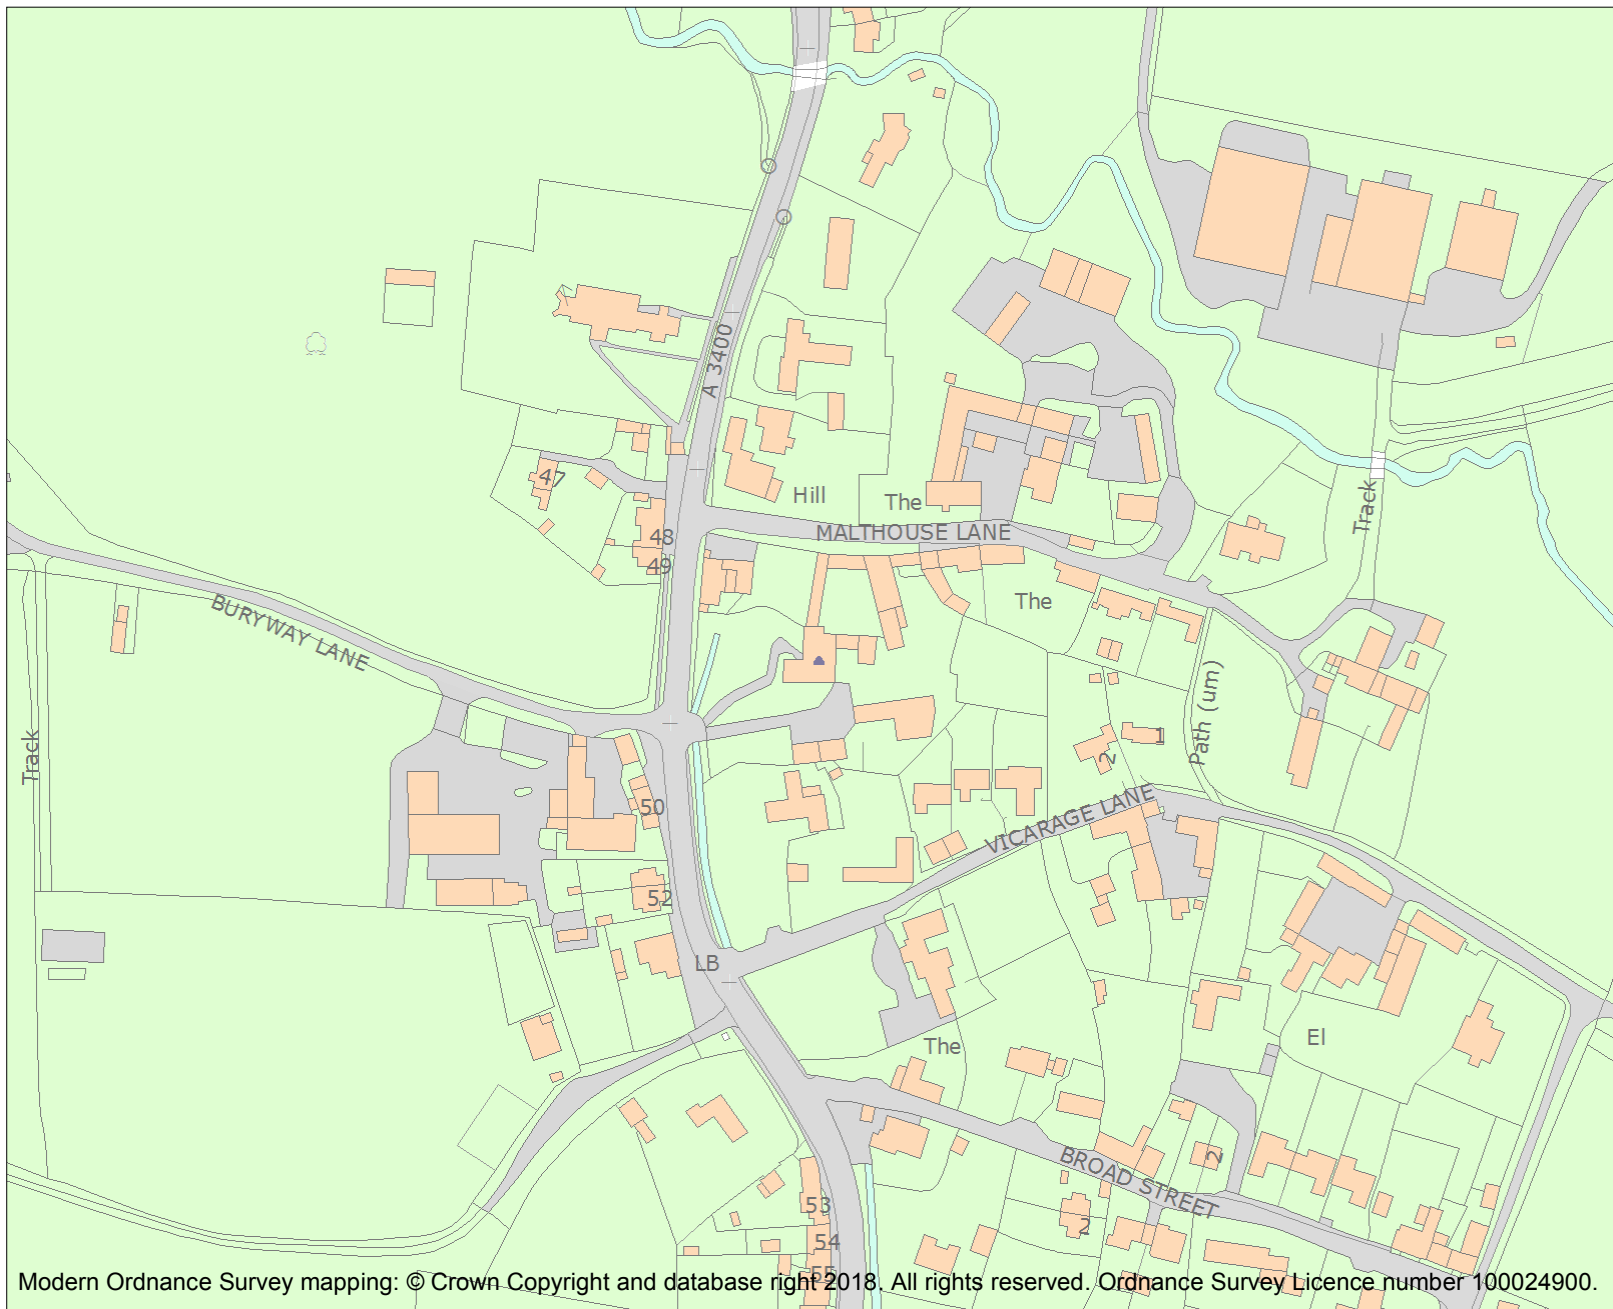 A 3400
47
Hill
The
MALTHOUSE LANE
Track
48
49
The
BURYWAY LANE
Path (um)
Track
1
2
50
VICARAGE LANE
52
LB
The
El
BROAD STREET
2
53
2
54
55
Modern Ordnance Survey mapping: © Crown Copyright and database right 2018. All rights reserved. Ordnance Survey Licence number 100024900.